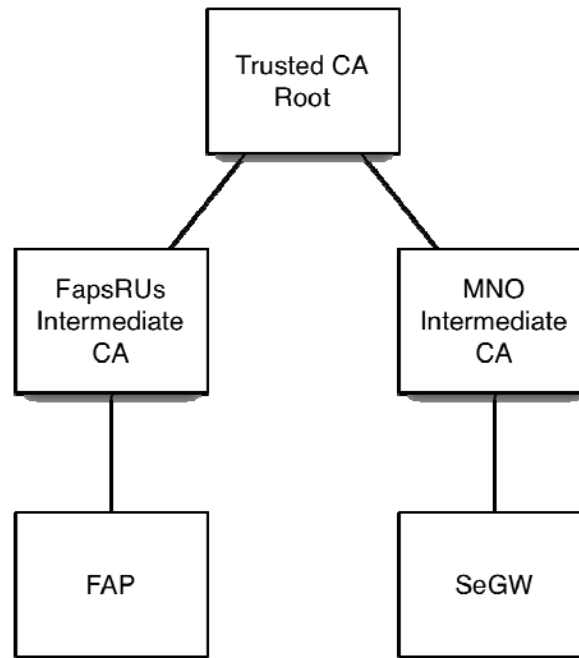 Trusted CA
Root
FapsRUs
Intermediate
CA
MNO
Intermediate
CA
FAP
SeGW